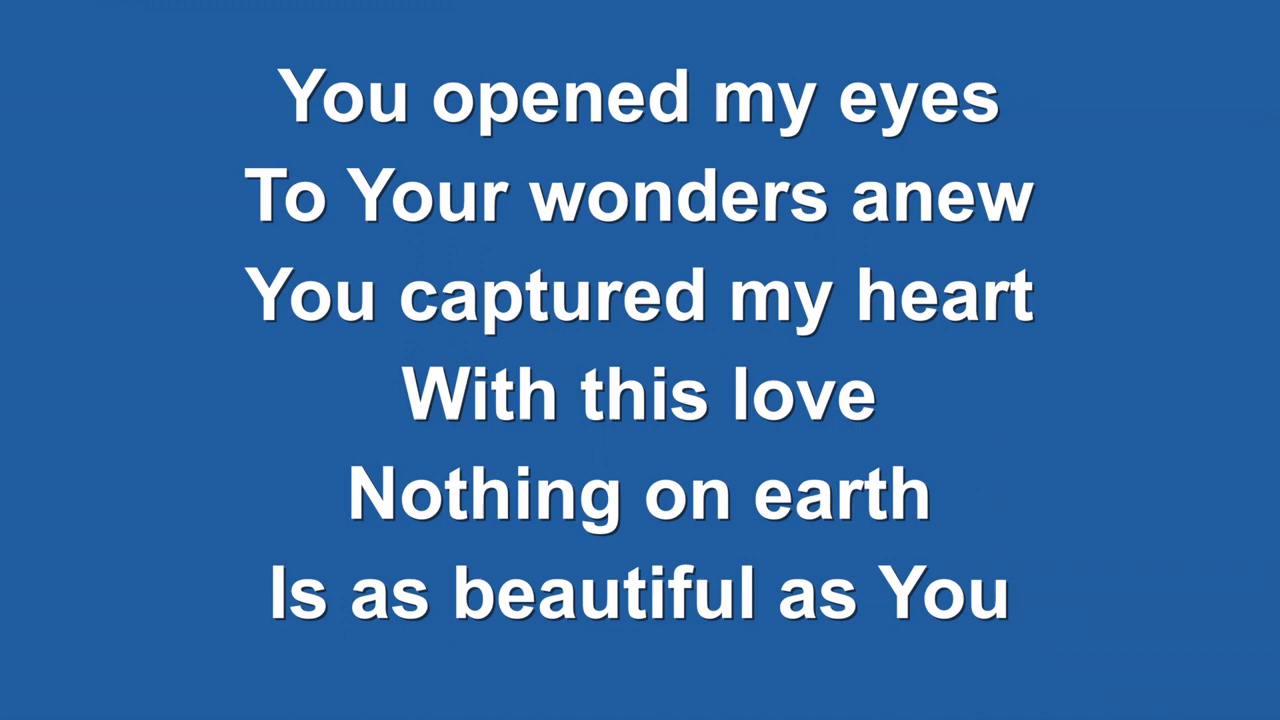 You opened my eyes
To Your wonders anew
You captured my heart
With this love
Nothing on earth
Is as beautiful as You